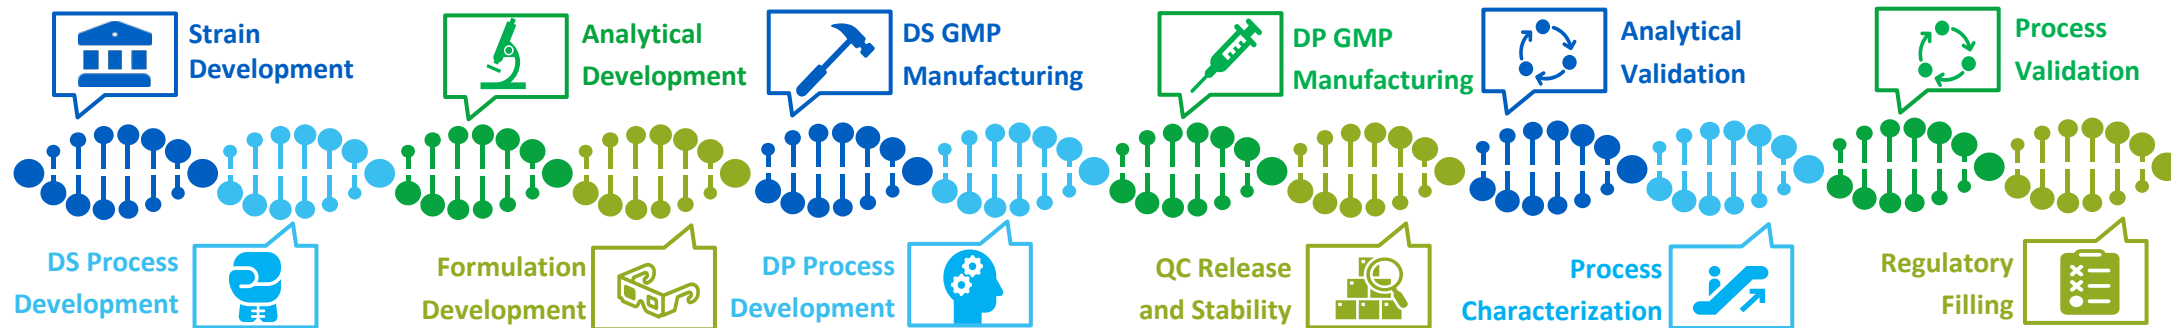 Strain
Development
Analytical
Development
DS GMP
Manufacturing
DP GMP
Manufacturing
Analytical
Validation
Process
Validation
DS Process
Development
Formulation
Development
DP Process
Development
QC Release
and Stability
Process
Characterization
Regulatory
Filling